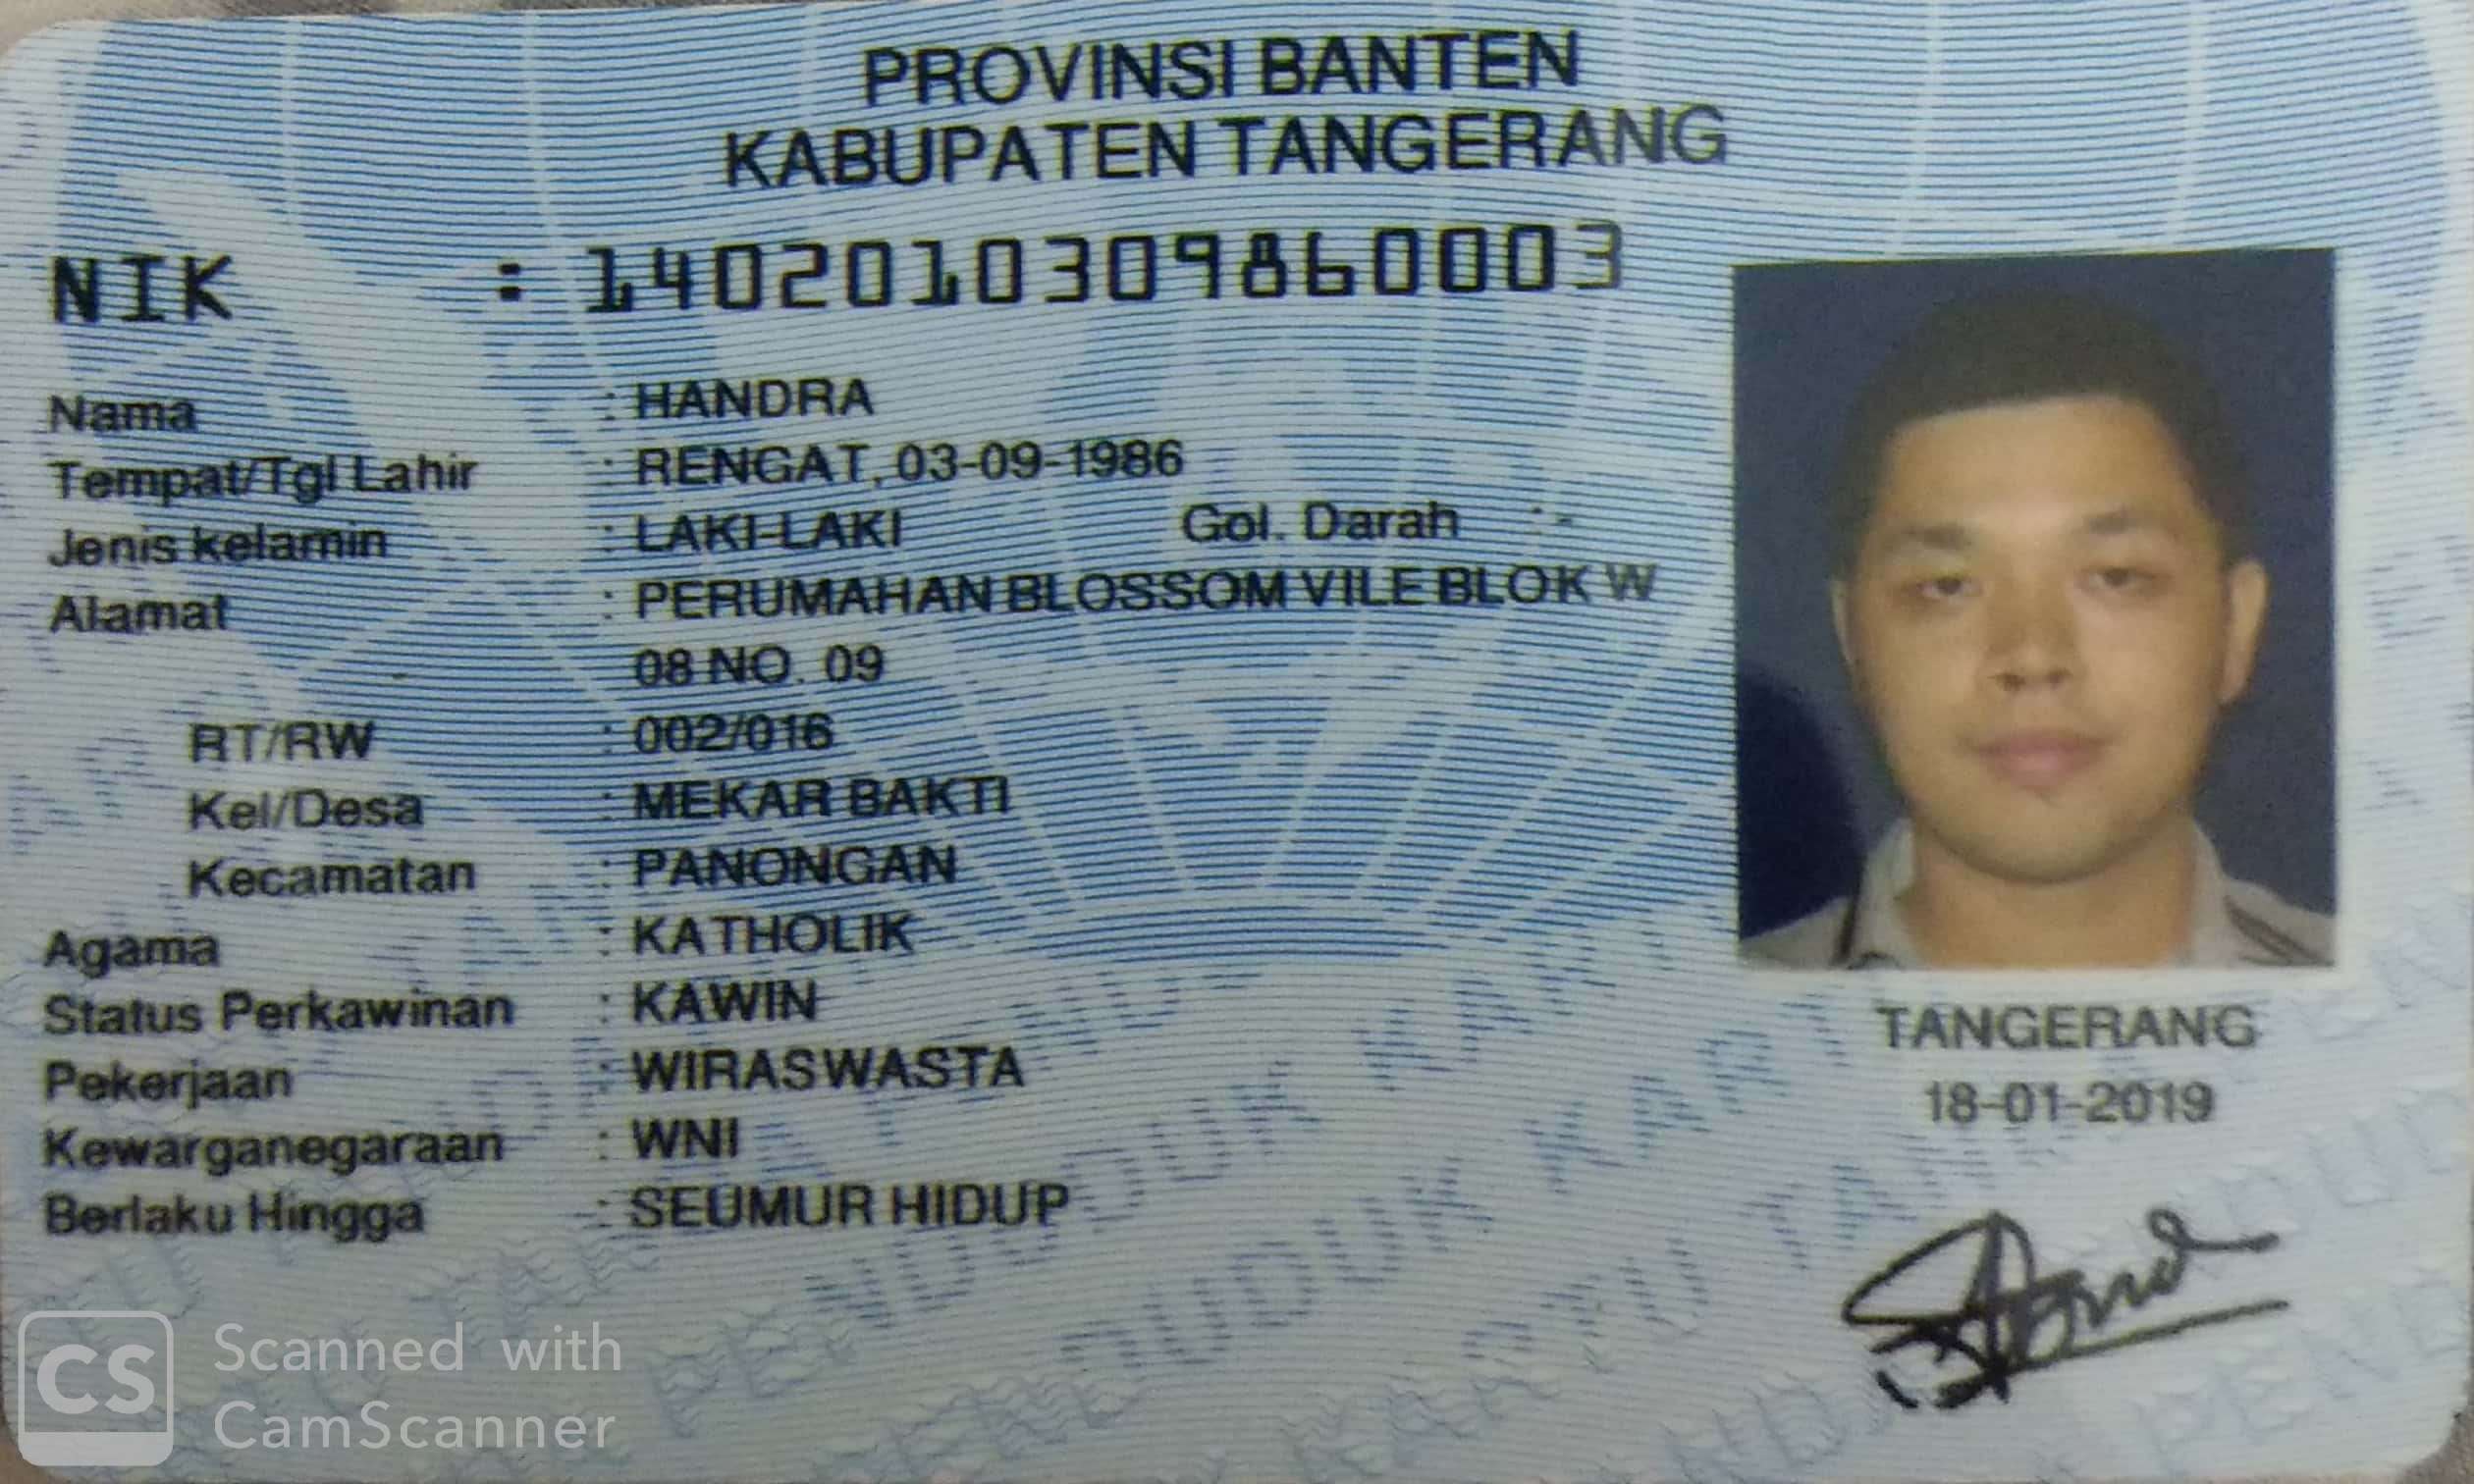 PROVINSI BANTEN
KABUPATEN TANGERANG
NIK : 1402010309860003
Nama : HANDRA
Tempat/Tgl Lahir : RENGAT, 03-09-1986
Jenis kelamin : LAKI-LAKI Gol. Darah : -
Alamat : PERUMAHAN BLOSSOM VILE BLOK W
08 NO. 09
RT/RW : 002/016
Kel/Desa : MEKAR BAKTI
Kecamatan : PANONGAN
Agama : KATHOLIK
Status Perkawinan : KAWIN
Pekerjaan : WIRASWASTA
Kewarganegaraan : WNI
Berlaku Hingga : SEUMUR HIDUP
TANGERANG
18-01-2019
CS Scanned with
CamScanner